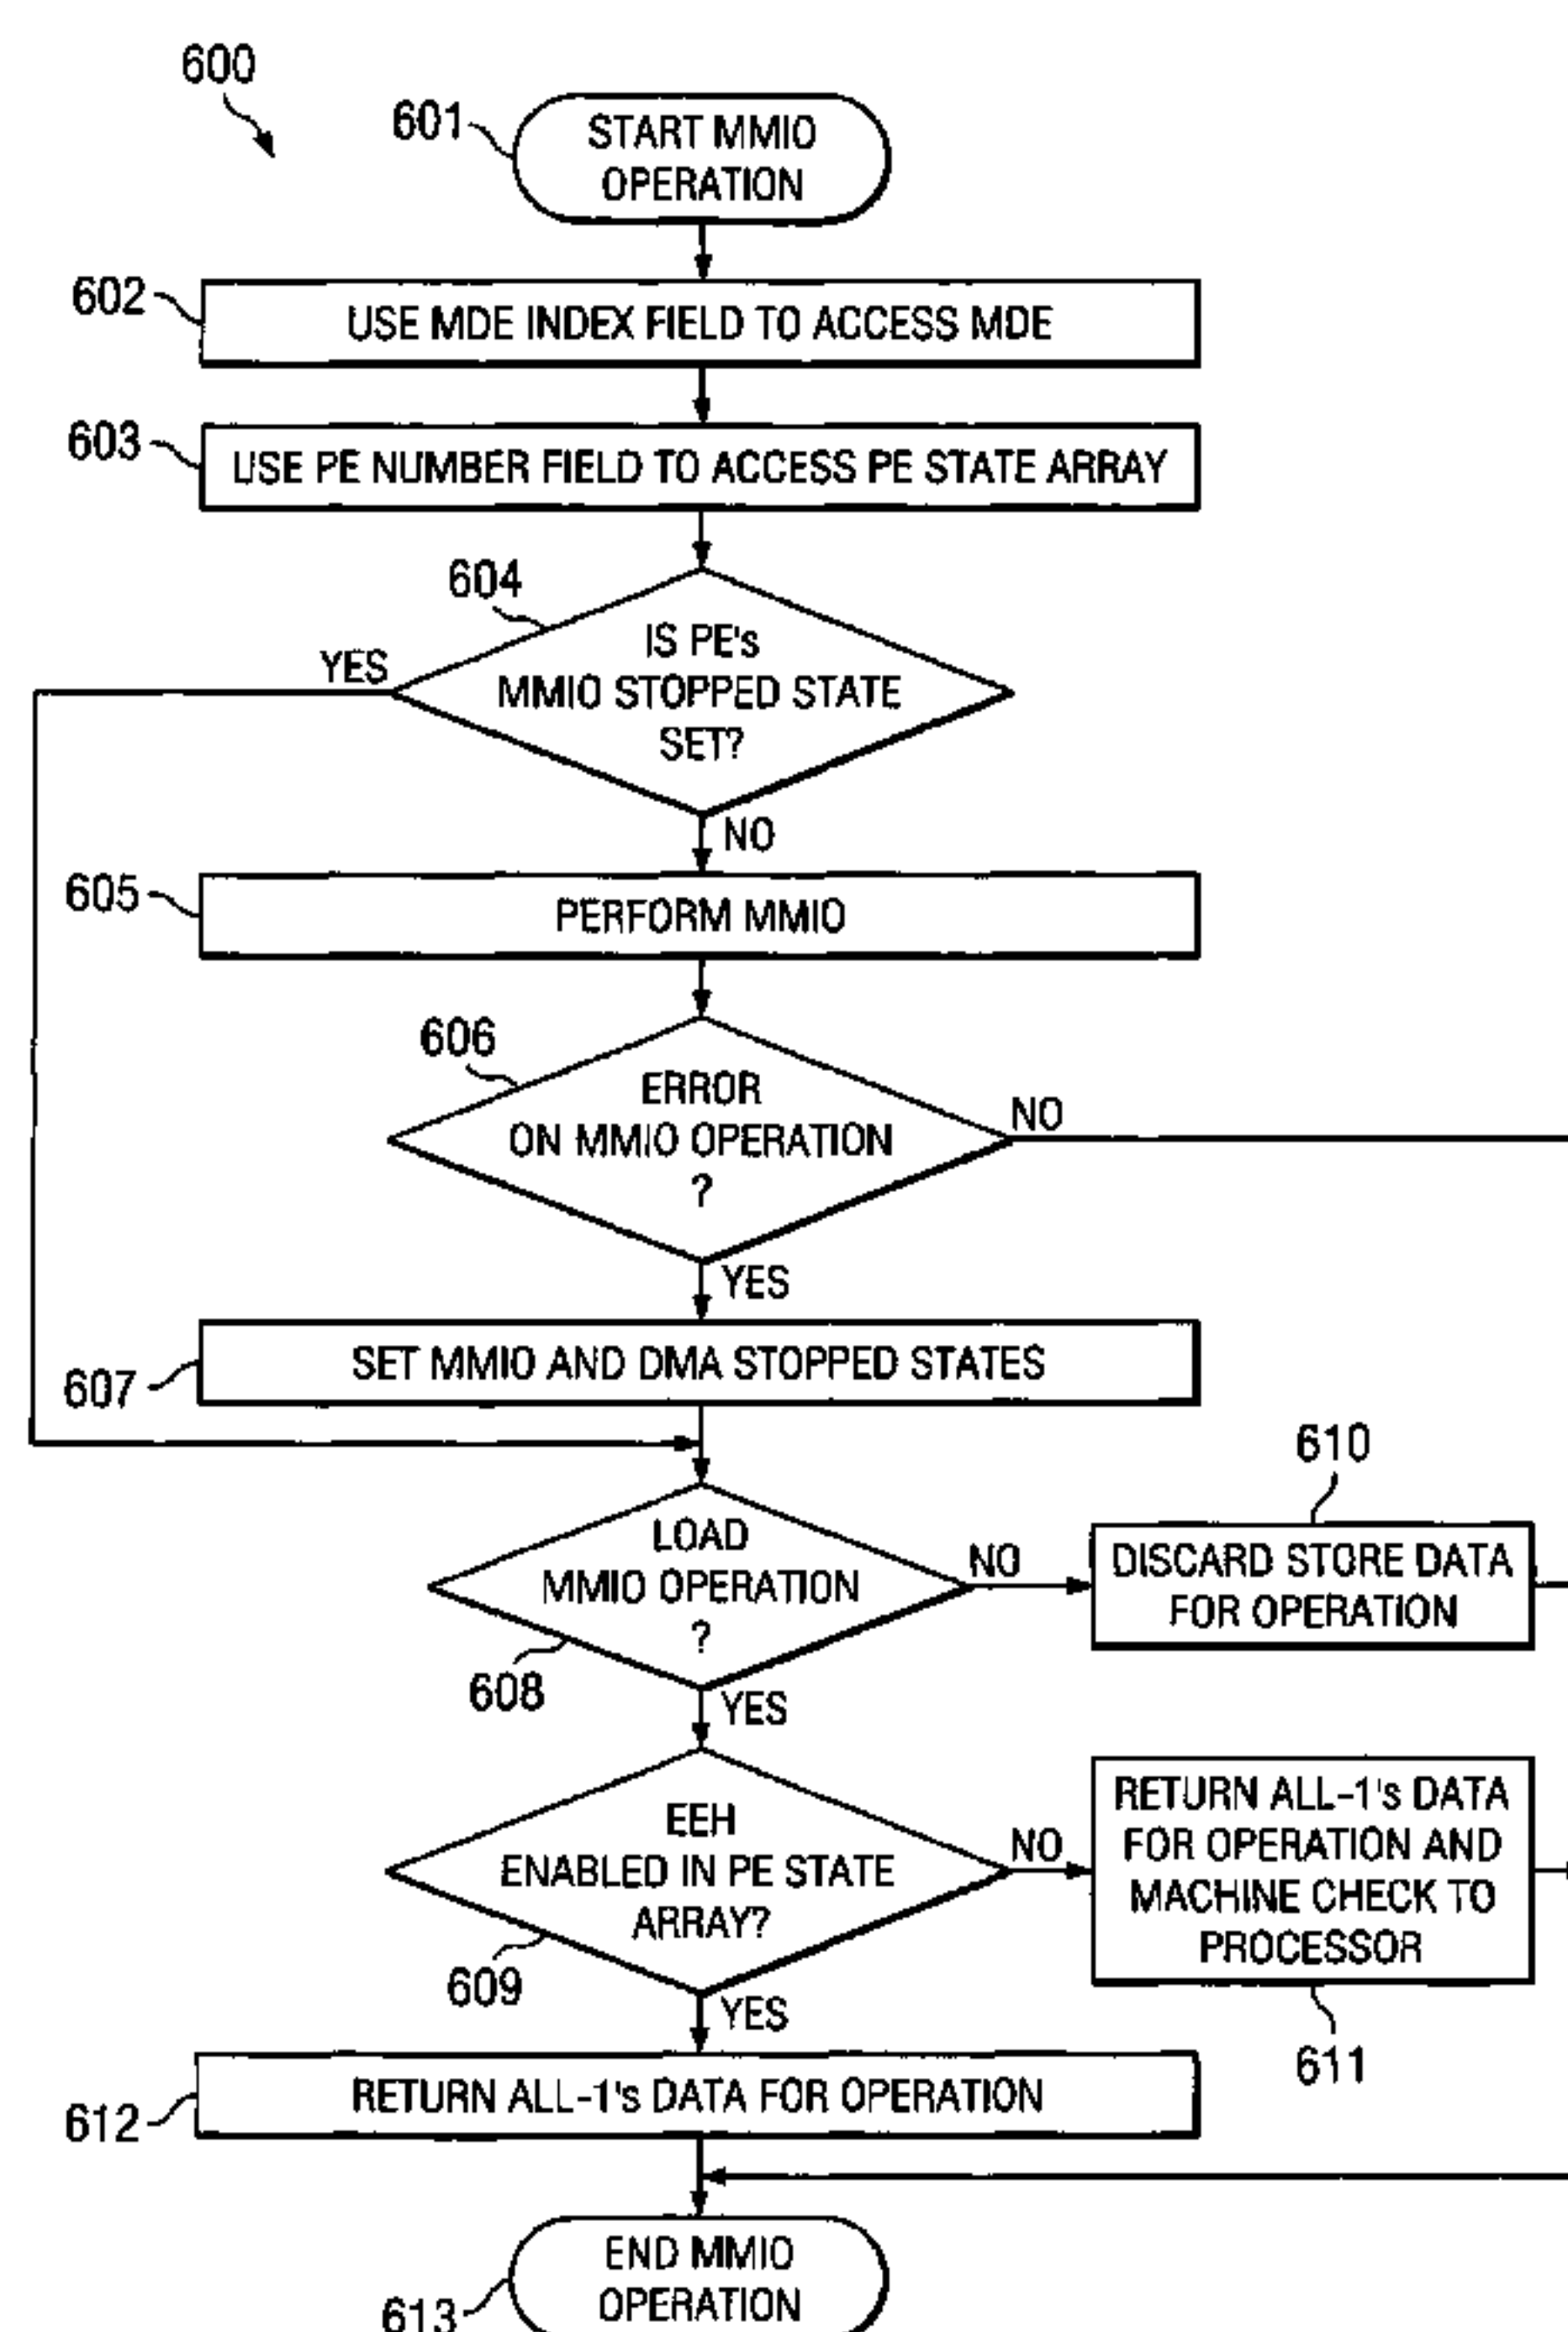 600
601
START MMIO
OPERATION
602
USE MDE INDEX FIELD TO ACCESS MDE
603
USE PE NUMBER FIELD TO ACCESS PE STATE ARRAY
604
IS PE's
MMIO STOPPED STATE
SET?
YES
NO
605
PERFORM MMIO
606
ERROR
ON MMIO OPERATION
?
NO
YES
607
SET MMIO AND DMA STOPPED STATES
608
LOAD
MMIO OPERATION
?
NO
610
DISCARD STORE DATA
FOR OPERATION
YES
609
EEH
ENABLED IN PE STATE
ARRAY?
NO
RETURN ALL-1's DATA
FOR OPERATION AND
MACHINE CHECK TO
PROCESSOR
611
YES
612
RETURN ALL-1's DATA FOR OPERATION
613
END MMIO
OPERATION